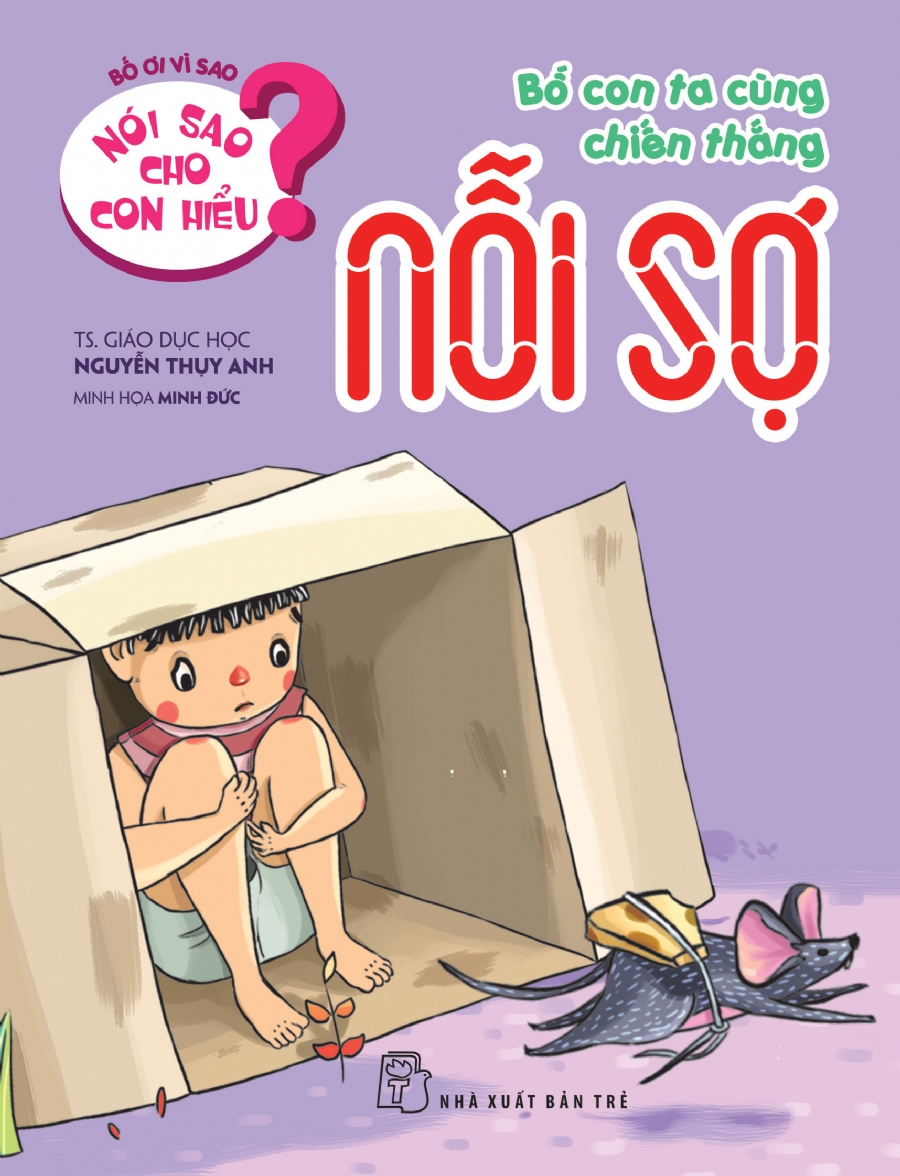 BỐ ƠI VÌ SAO
NÓI SAO
CHO
CON HIỂU
?
Bố con ta cùng
chiến thắng
NỖI SỢ
TS. GIÁO DỤC HỌC
NGUYỄN THỤY ANH
MINH HỌA MINH ĐỨC
T
NHÀ XUẤT BẢN TRẺ